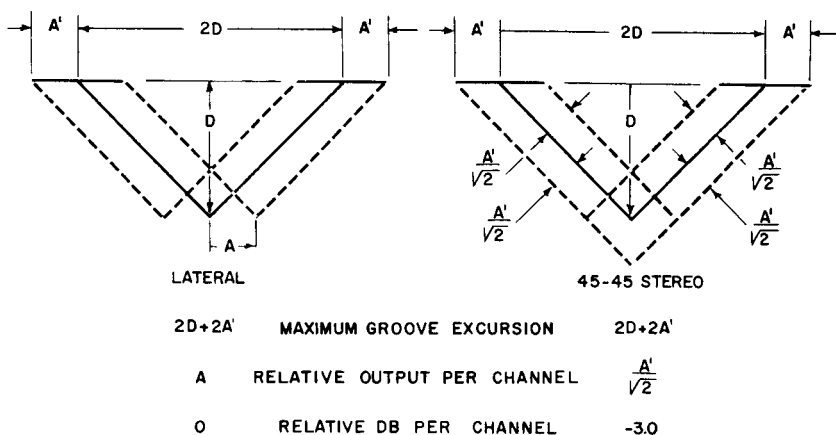 A' 2D A' A' 2D A'
D D
A'/√2 A'/√2
A'/√2 A'/√2
A
LATERAL 45-45 STEREO
2D+2A' MAXIMUM GROOVE EXCURSION 2D+2A'
A RELATIVE OUTPUT PER CHANNEL A'/√2
0 RELATIVE DB PER CHANNEL -3.0